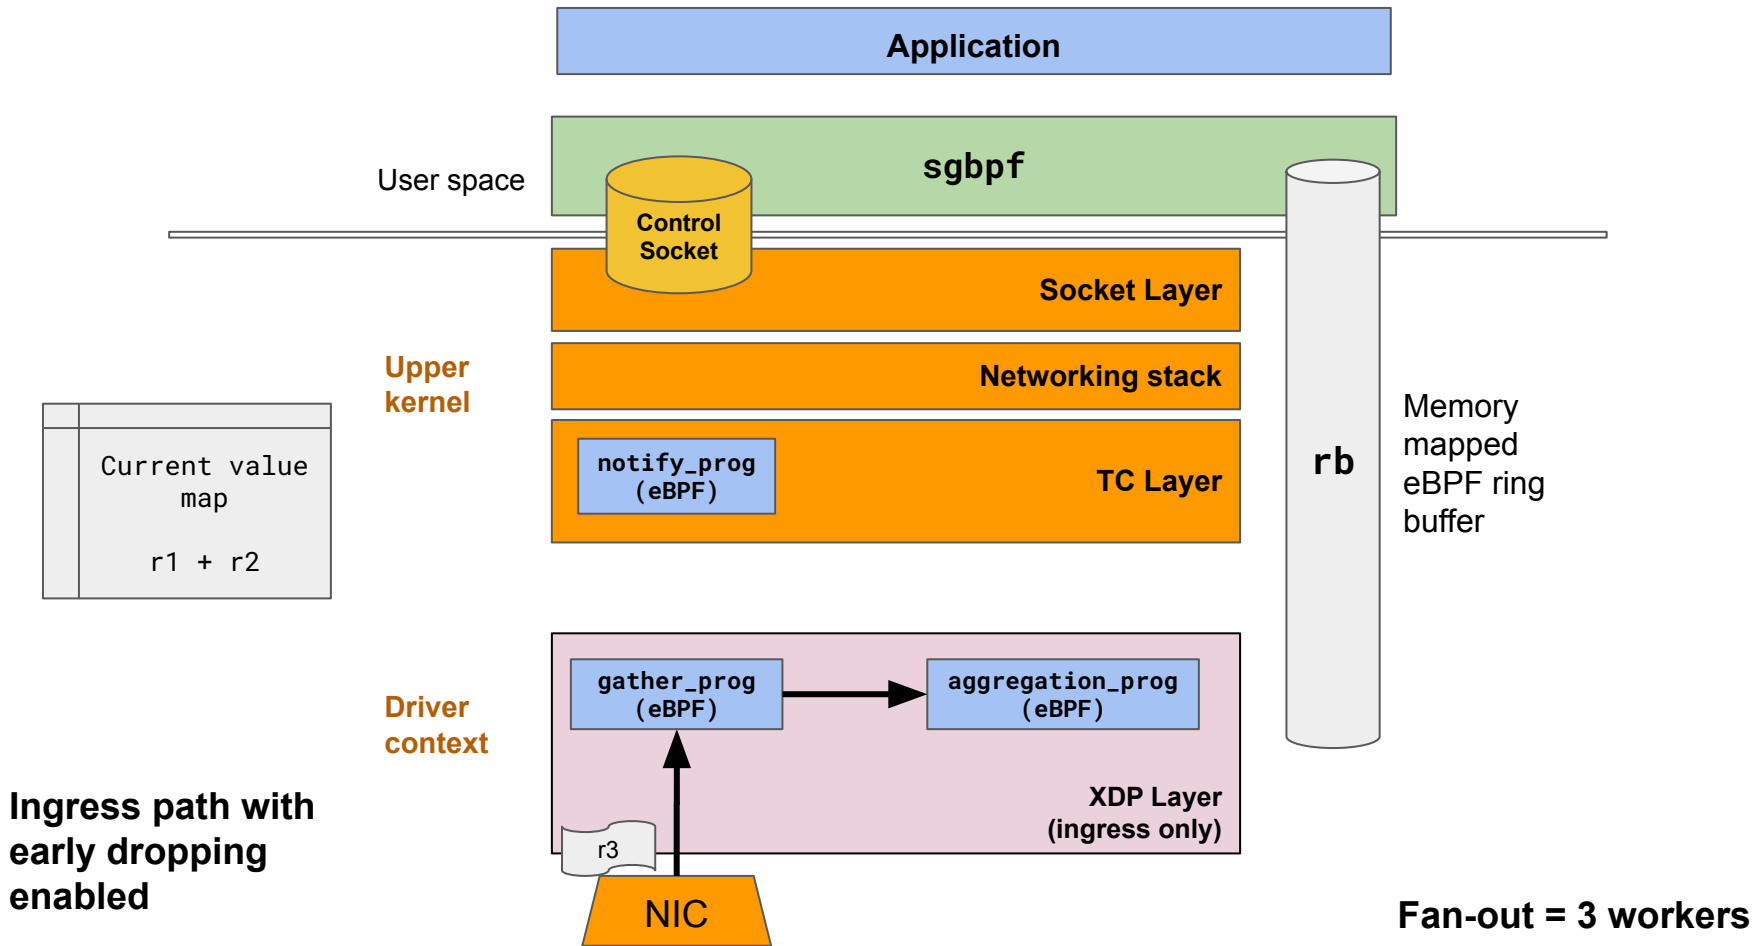 Application
sgbpf
User space
Control
Socket
Socket Layer
Upper
kernel
Networking stack
Current value
map
r1 + r2
notify_prog
(eBPF)
TC Layer
rb
Memory
mapped
eBPF ring
buffer
Driver
context
gather_prog
(eBPF)
aggregation_prog
(eBPF)
XDP Layer
(ingress only)
r3
NIC
Ingress path with
early dropping
enabled
Fan-out = 3 workers